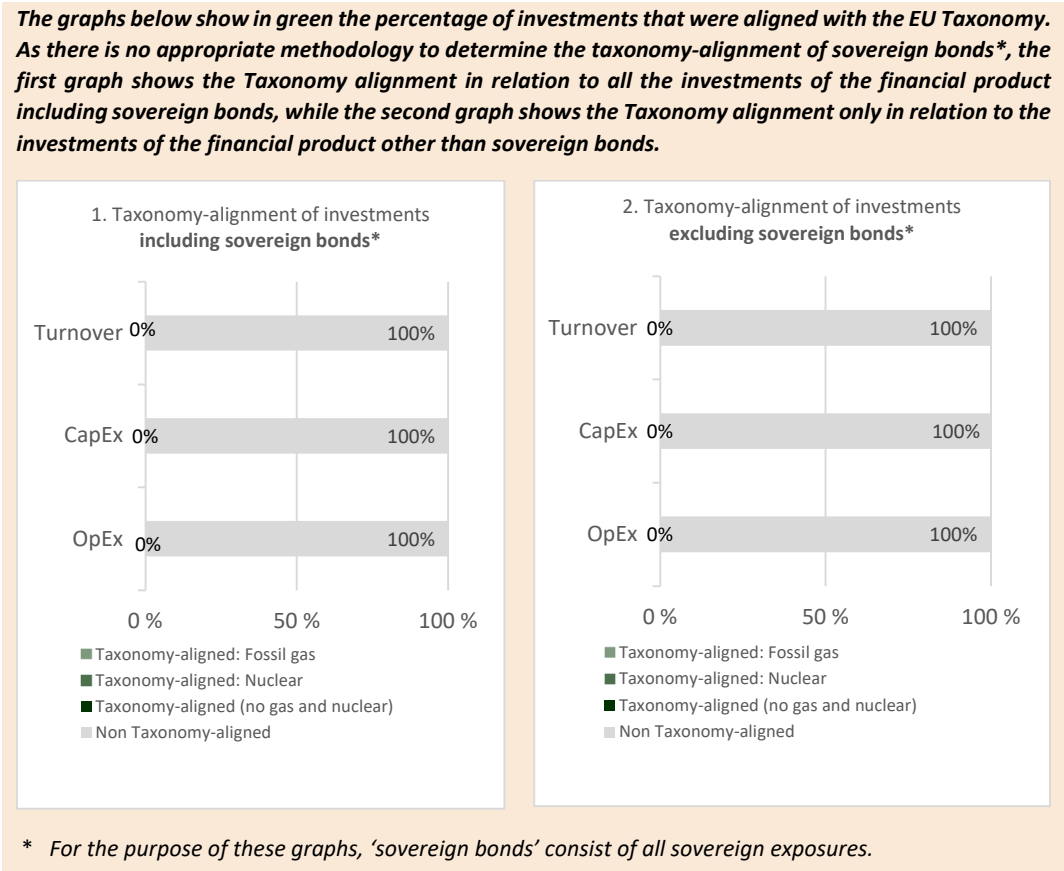 The graphs below show in green the percentage of investments that were aligned with the EU Taxonomy.
As there is no appropriate methodology to determine the taxonomy-alignment of sovereign bonds*, the
first graph shows the Taxonomy alignment in relation to all the investments of the financial product
including sovereign bonds, while the second graph shows the Taxonomy alignment only in relation to the
investments of the financial product other than sovereign bonds.
1. Taxonomy-alignment of investments
including sovereign bonds*
Turnover 0% 100%
CapEx 0% 100%
OpEx 0% 100%
0 % 50 % 100 %
Taxonomy-aligned: Fossil gas
Taxonomy-aligned: Nuclear
Taxonomy-aligned (no gas and nuclear)
Non Taxonomy-aligned
2. Taxonomy-alignment of investments
excluding sovereign bonds*
Turnover 0% 100%
CapEx 0% 100%
OpEx 0% 100%
0 % 50 % 100 %
Taxonomy-aligned: Fossil gas
Taxonomy-aligned: Nuclear
Taxonomy-aligned (no gas and nuclear)
Non Taxonomy-aligned
* For the purpose of these graphs, ‘sovereign bonds’ consist of all sovereign exposures.